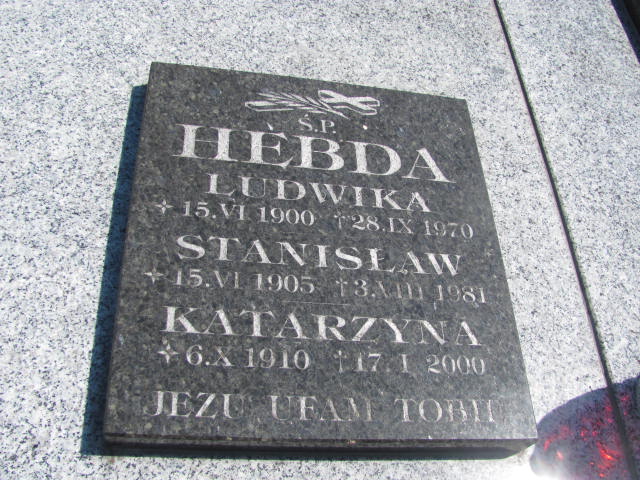 Ś.P.
HEBDA
LUDWIKA
15.VI 1900 †28.IX 1970
STANISŁAW
15.VI 1905 †3.VIII 1981
KATARZYNA
6.X 1910 †17.I 2000
JEZU UFAM TOBIE